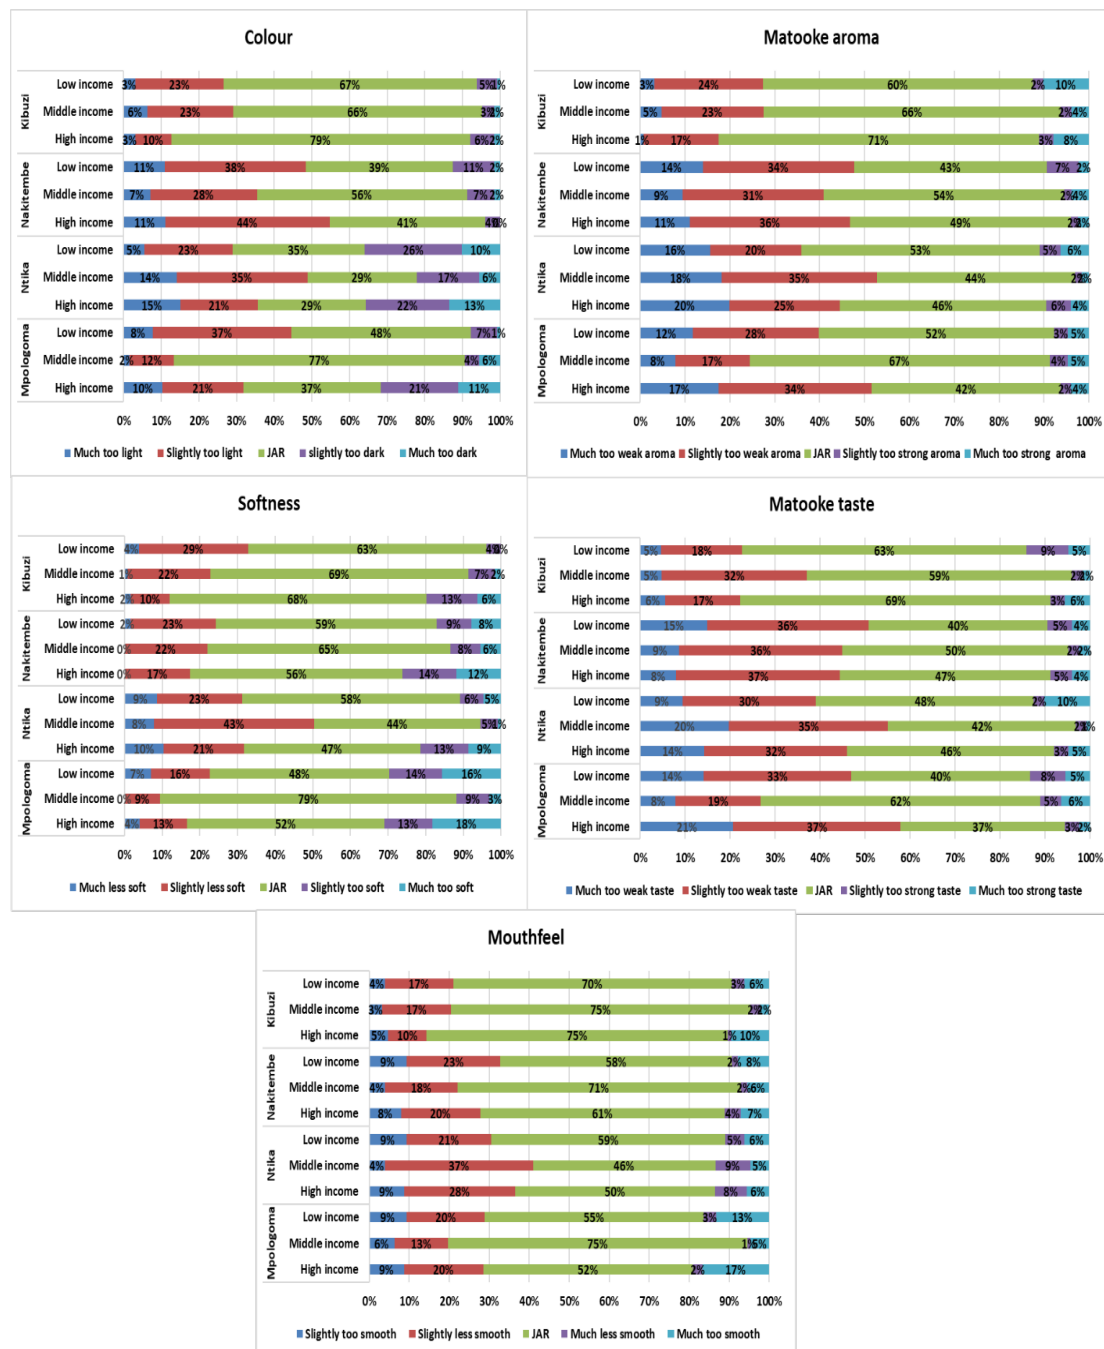 Colour
Kibuzi
Low income 3% 23% 67% 5% 1%
Middle income 6% 23% 66% 3% 2%
High income 3% 10% 79% 6% 2%
Nakitembe
Low income 11% 38% 39% 11% 2%
Middle income 7% 28% 56% 7% 2%
High income 11% 44% 41% 4% 0%
Ntika
Low income 5% 23% 35% 26% 10%
Middle income 14% 35% 29% 17% 6%
High income 15% 21% 29% 22% 13%
Mpologoma
Low income 8% 37% 48% 7% 1%
Middle income 2% 12% 77% 4% 6%
High income 10% 21% 37% 21% 11%
0% 10% 20% 30% 40% 50% 60% 70% 80% 90% 100%
Much too light Slightly too light JAR slightly too dark Much too dark
Matooke aroma
Kibuzi
Low income 3% 24% 60% 2% 10%
Middle income 5% 23% 66% 2% 4%
High income 1% 17% 71% 3% 8%
Nakitembe
Low income 14% 34% 43% 7% 2%
Middle income 9% 31% 54% 2% 4%
High income 11% 36% 49% 2% 2%
Ntika
Low income 16% 20% 53% 5% 6%
Middle income 18% 35% 44% 2% 2%
High income 20% 25% 46% 6% 4%
Mpologoma
Low income 12% 28% 52% 3% 5%
Middle income 8% 17% 67% 4% 5%
High income 17% 34% 42% 2% 4%
0% 10% 20% 30% 40% 50% 60% 70% 80% 90% 100%
Much too weak aroma Slightly too weak aroma JAR Slightly too strong aroma Much too strong aroma
Softness
Kibuzi
Low income 4% 29% 63% 4% 0%
Middle income 1% 22% 69% 7% 2%
High income 2% 10% 68% 13% 6%
Nakitembe
Low income 2% 23% 59% 9% 8%
Middle income 0% 22% 65% 8% 6%
High income 0% 17% 56% 14% 12%
Ntika
Low income 9% 23% 58% 6% 5%
Middle income 8% 43% 44% 5% 1%
High income 10% 21% 47% 13% 9%
Mpologoma
Low income 7% 16% 48% 14% 16%
Middle income 0% 9% 79% 9% 3%
High income 4% 13% 52% 13% 18%
0% 10% 20% 30% 40% 50% 60% 70% 80% 90% 100%
Much less soft Slightly less soft JAR Slightly too soft Much too soft
Matooke taste
Kibuzi
Low income 5% 18% 63% 9% 5%
Middle income 5% 32% 59% 2% 2%
High income 6% 17% 69% 3% 6%
Nakitembe
Low income 15% 36% 40% 5% 4%
Middle income 9% 36% 50% 2% 2%
High income 8% 37% 47% 5% 4%
Ntika
Low income 9% 30% 48% 2% 10%
Middle income 20% 35% 42% 2% 1%
High income 14% 32% 46% 3% 5%
Mpologoma
Low income 14% 33% 40% 8% 5%
Middle income 8% 19% 62% 5% 6%
High income 21% 37% 37% 3% 2%
0% 10% 20% 30% 40% 50% 60% 70% 80% 90% 100%
Much too weak taste Slightly too weak taste JAR Slightly too strong taste Much too strong taste
Mouthfeel
Kibuzi
Low income 4% 17% 70% 3% 6%
Middle income 3% 17% 75% 2% 2%
High income 5% 10% 75% 1% 10%
Nakitembe
Low income 9% 23% 58% 2% 8%
Middle income 4% 18% 71% 2% 6%
High income 8% 20% 61% 4% 7%
Ntika
Low income 9% 21% 59% 5% 6%
Middle income 4% 37% 46% 9% 5%
High income 9% 28% 50% 8% 6%
Mpologoma
Low income 9% 20% 55% 3% 13%
Middle income 6% 13% 75% 1% 5%
High income 9% 20% 52% 2% 17%
0% 10% 20% 30% 40% 50% 60% 70% 80% 90% 100%
Slightly too smooth Slightly less smooth JAR Much less smooth Much too smooth